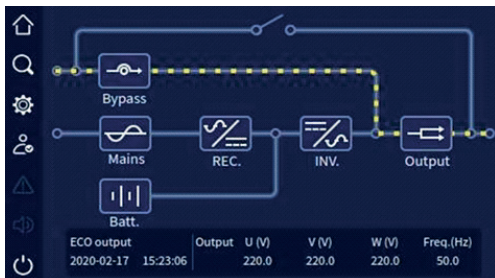 Bypass
Mains
REC.
INV.
Output
Batt.
ECO output Output U (V) V (V) W (V) Freq.(Hz)
2020-02-17 15:23:06 220.0 220.0 220.0 50.0